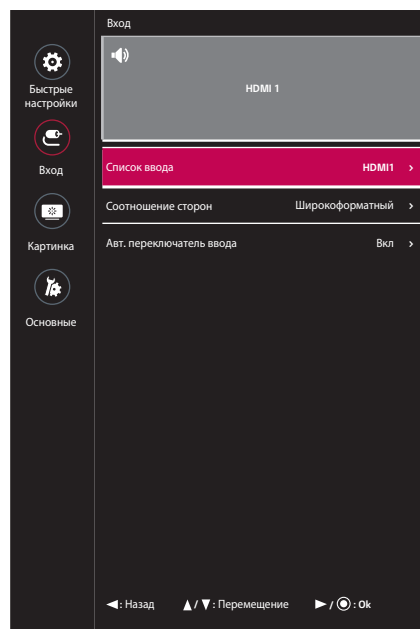 Вход
HDMI 1
Быстрые
настройки
Вход
Картинка
Основные
Список ввода HDMI1 >
Соотношение сторон Широкоформатный >
Авт. переключатель ввода Вкл >
◄: Назад ▲/▼: Перемещение ►/◉: Ok